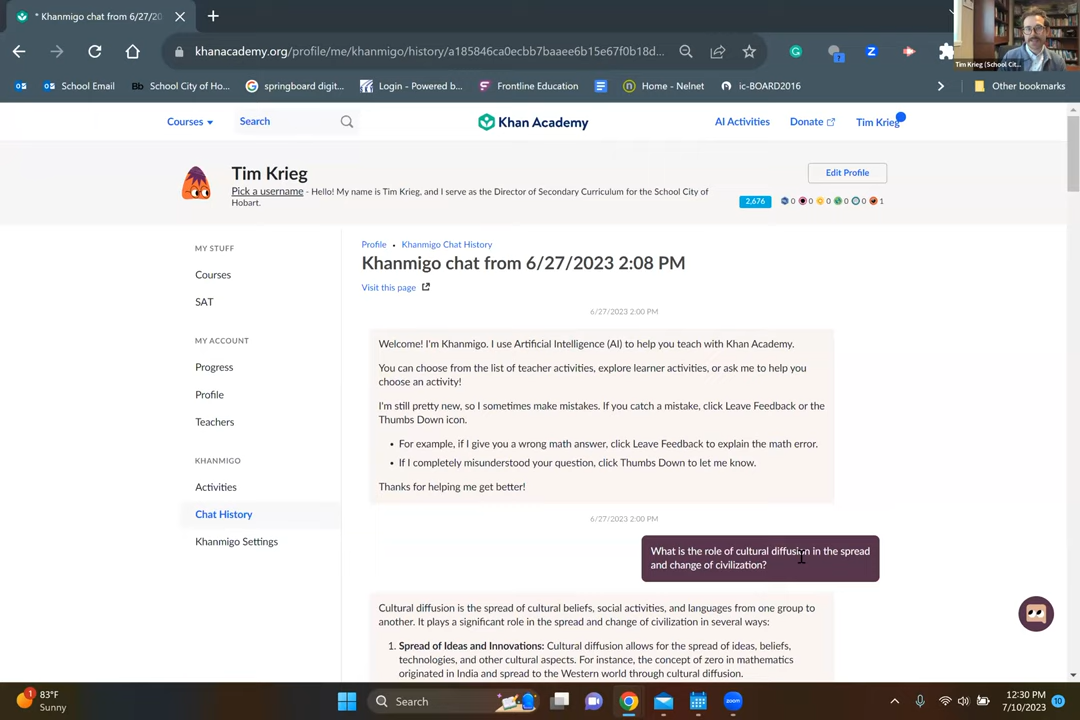 * Khanmigo chat from 6/27/20
khanacademy.org/profile/me/khanmigo/history/a185846ca0ecbb7baaee6b15e67f0b18d...
Tim Krieg (School Cit...
School Email
Bb School City of Ho...
springboard digit...
Login - Powered b...
Frontline Education
Home - Nelnet
ic-BOARD2016
Other bookmarks
Courses
Search
Khan Academy
AI Activities
Donate
Tim Krieg
Tim Krieg
Edit Profile
Pick a username - Hello! My name is Tim Krieg, and I serve as the Director of Secondary Curriculum for the School City of
Hobart.
2,676 0 0 0 0 0 1
MY STUFF
Courses
SAT
MY ACCOUNT
Progress
Profile
Teachers
KHANMIGO
Activities
Chat History
Khanmigo Settings
Profile • Khanmigo Chat History
Khanmigo chat from 6/27/2023 2:08 PM
Visit this page
6/27/2023 2:00 PM
Welcome! I'm Khanmigo. I use Artificial Intelligence (AI) to help you teach with Khan Academy.
You can choose from the list of teacher activities, explore learner activities, or ask me to help you
choose an activity!
I'm still pretty new, so I sometimes make mistakes. If you catch a mistake, click Leave Feedback or the
Thumbs Down icon.
• For example, if I give you a wrong math answer, click Leave Feedback to explain the math error.
• If I completely misunderstood your question, click Thumbs Down to let me know.
Thanks for helping me get better!
6/27/2023 2:00 PM
What is the role of cultural diffusion in the spread
and change of civilization?
Cultural diffusion is the spread of cultural beliefs, social activities, and languages from one group to
another. It plays a significant role in the spread and change of civilization in several ways:
1. Spread of Ideas and Innovations: Cultural diffusion allows for the spread of ideas, beliefs,
technologies, and other cultural aspects. For instance, the concept of zero in mathematics
originated in India and spread to the Western world through cultural diffusion.
1
83°F
Sunny
Search
zoom
12:30 PM
7/10/2023
10